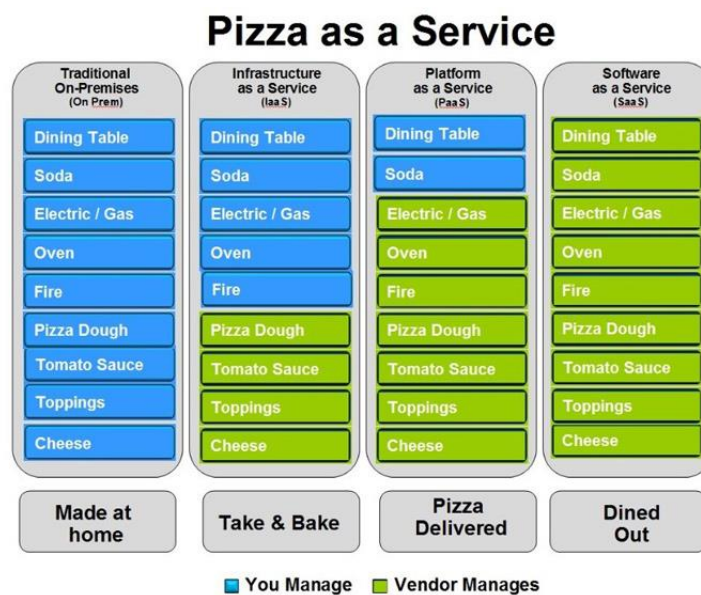 Pizza as a Service
Traditional
On-Premises
(On Prem)
Dining Table
Soda
Electric / Gas
Oven
Fire
Pizza Dough
Tomato Sauce
Toppings
Cheese
Made at
home
Infrastructure
as a Service
(IaaS)
Dining Table
Soda
Electric / Gas
Oven
Fire
Pizza Dough
Tomato Sauce
Toppings
Cheese
Take & Bake
Platform
as a Service
(PaaS)
Dining Table
Soda
Electric / Gas
Oven
Fire
Pizza Dough
Tomato Sauce
Toppings
Cheese
Pizza
Delivered
Software
as a Service
(SaaS)
Dining Table
Soda
Electric / Gas
Oven
Fire
Pizza Dough
Tomato Sauce
Toppings
Cheese
Dined
Out
You Manage
Vendor Manages